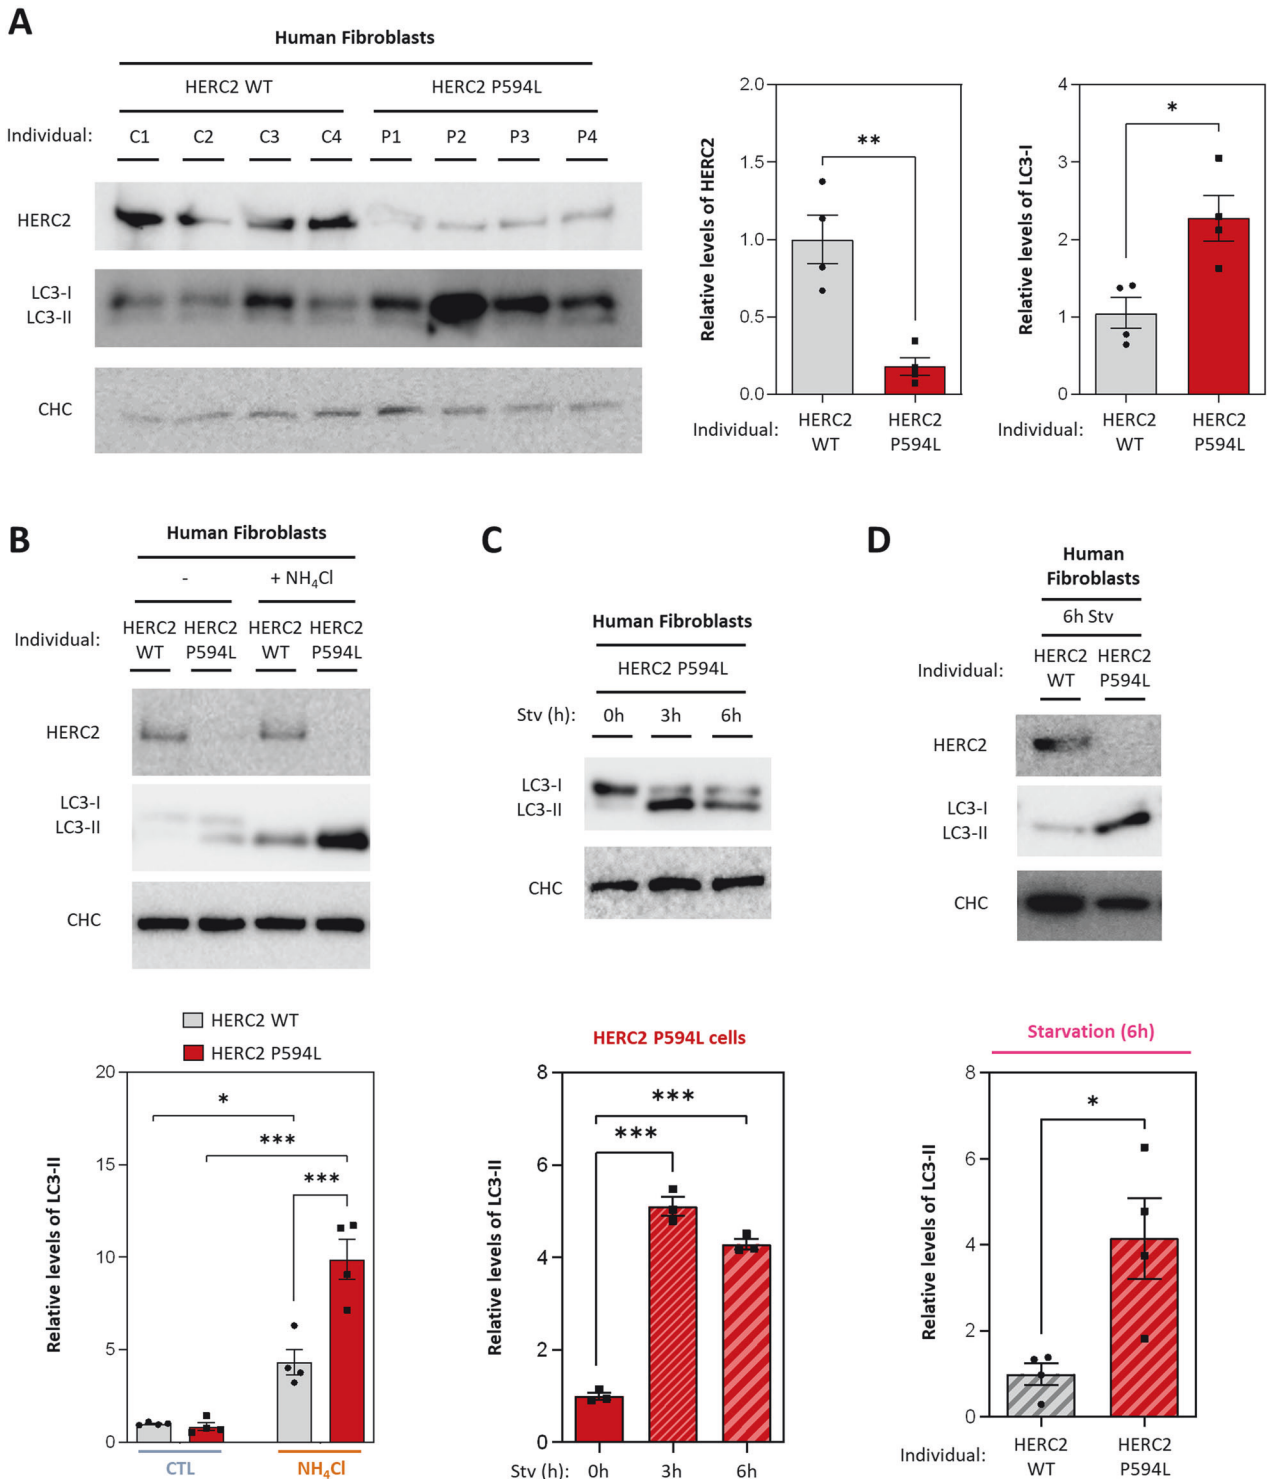 A
Human Fibroblasts
HERC2 WT HERC2 P594L
Individual: C1 C2 C3 C4 P1 P2 P3 P4
HERC2
LC3-I
LC3-II
CHC
Relative levels of HERC2
2.0
1.5
1.0
0.5
0.0
**
Individual: HERC2 WT HERC2 P594L
Relative levels of LC3-I
4
3
2
1
0
*
Individual: HERC2 WT HERC2 P594L
B
Human Fibroblasts
- + NH₄Cl
Individual: HERC2 WT HERC2 P594L HERC2 WT HERC2 P594L
HERC2
LC3-I
LC3-II
CHC
HERC2 WT
HERC2 P594L
Relative levels of LC3-II
20
15
10
5
0
*
***
***
CTL NH₄Cl
C
Human Fibroblasts
HERC2 P594L
Stv (h): 0h 3h 6h
LC3-I
LC3-II
CHC
HERC2 P594L cells
Relative levels of LC3-II
8
6
4
2
0
***
***
Stv (h): 0h 3h 6h
D
Human
Fibroblasts
6h Stv
Individual: HERC2 WT HERC2 P594L
HERC2
LC3-I
LC3-II
CHC
Starvation (6h)
Relative levels of LC3-II
8
6
4
2
0
*
Individual: HERC2 WT HERC2 P594L